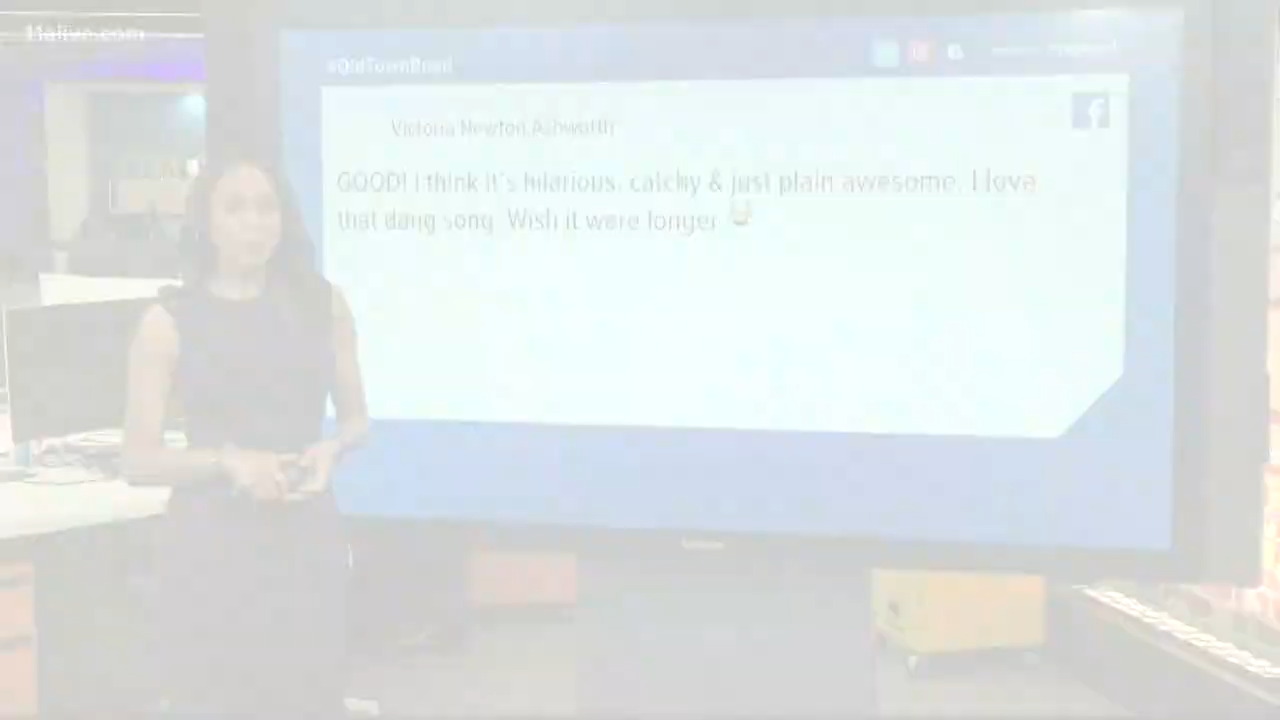 11alive.com
#OldTownRoad
Victoria Newton Ashworth
GOOD! I think it's hilarious, catchy & just plain awesome. I love
that dang song. Wish it were longer